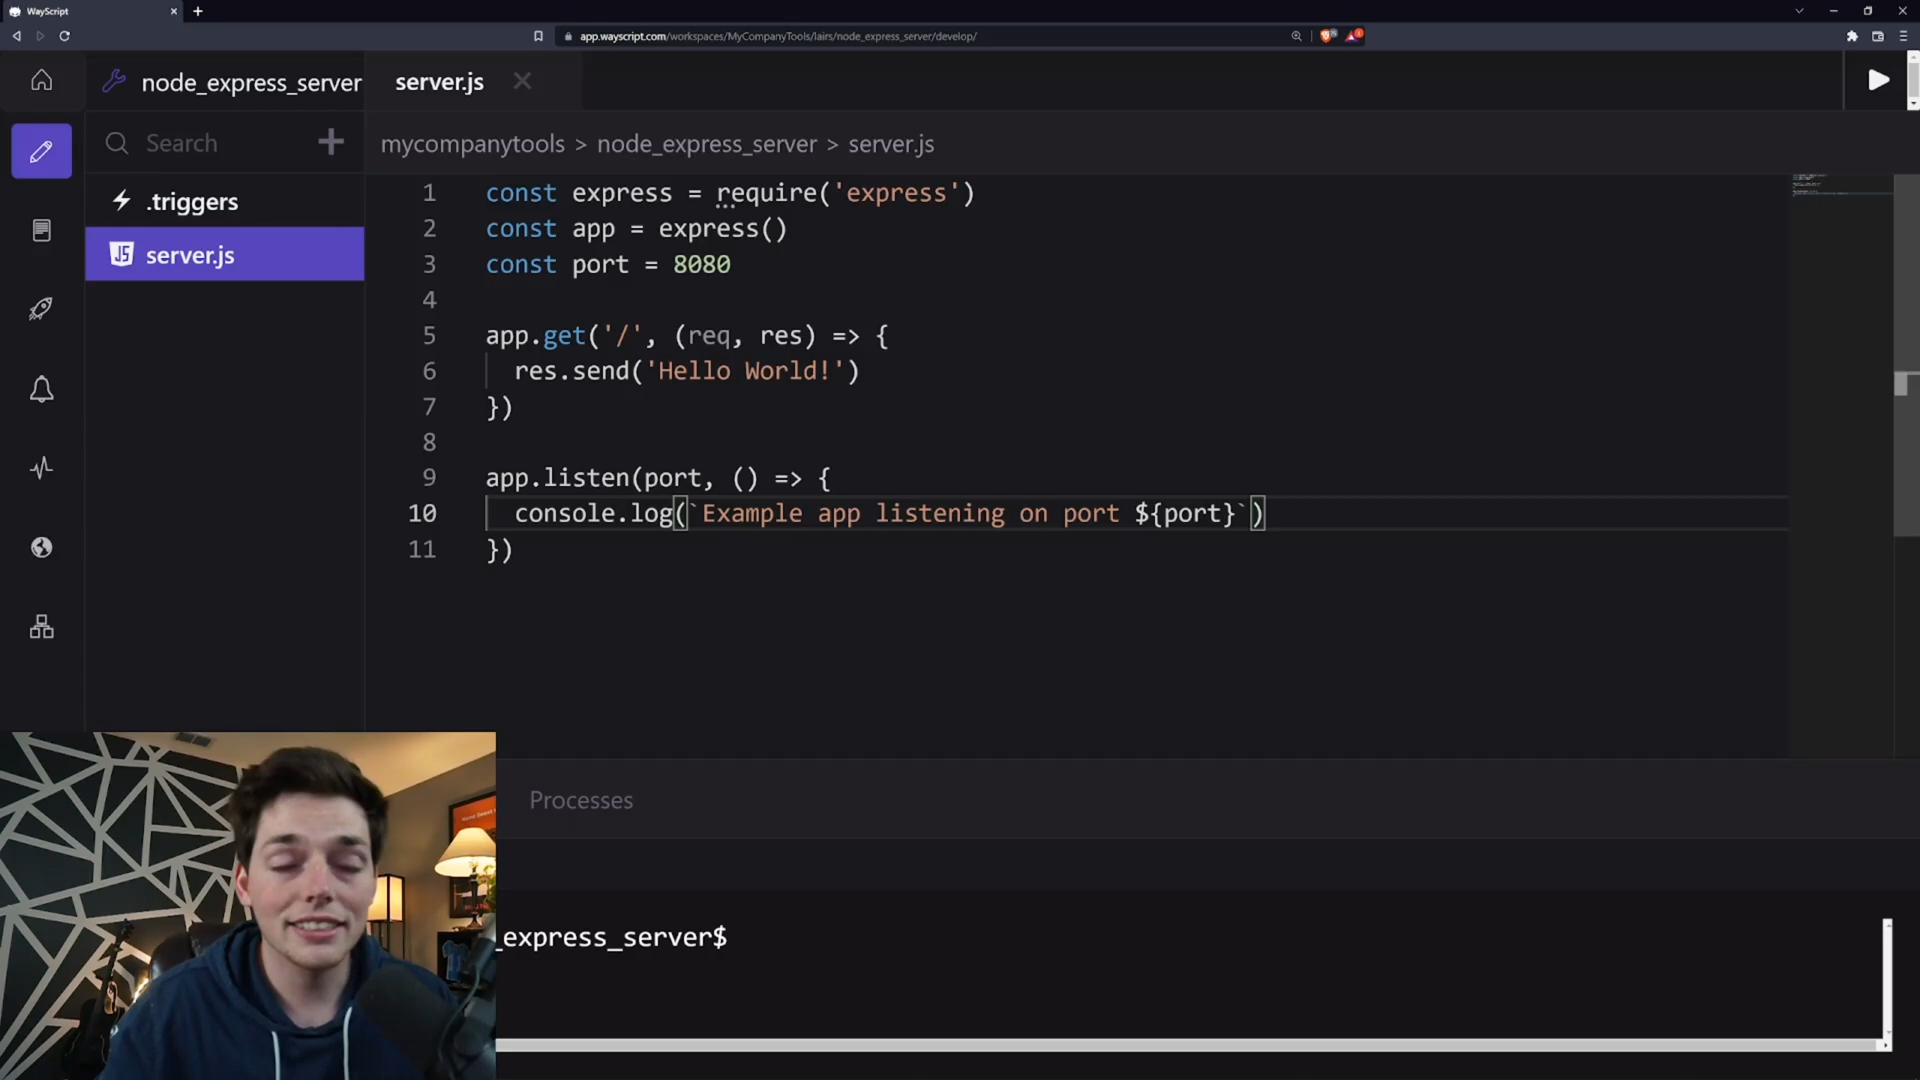 WayScript
app.wayscript.com/workspaces/MyCompanyTools/lairs/node_express_server/develop/
node_express_server
server.js
Search
mycompanytools > node_express_server > server.js
.triggers
JS server.js
1 const express = require('express')
2 const app = express()
3 const port = 8080
4
5 app.get('/', (req, res) => {
6 res.send('Hello World!')
7 })
8
9 app.listen(port, () => {
10 console.log(`Example app listening on port ${port}`)
11 })
Processes
_express_server$